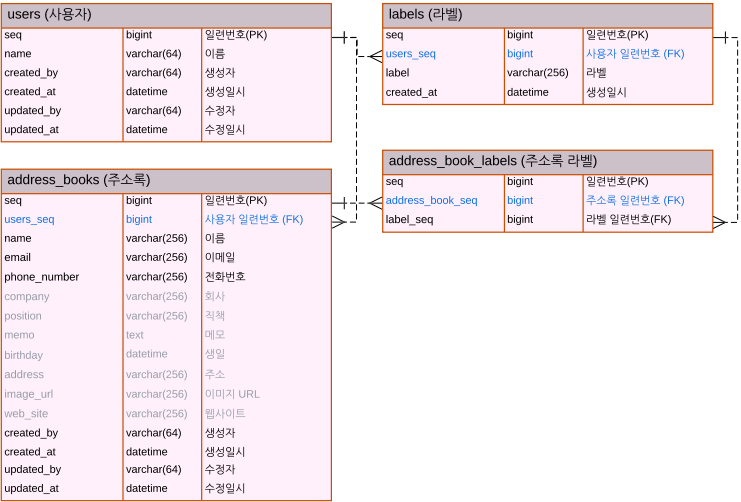 users (사용자)
seq bigint 일련번호(PK)
name varchar(64) 이름
created_by varchar(64) 생성자
created_at datetime 생성일시
updated_by varchar(64) 수정자
updated_at datetime 수정일시
labels (라벨)
seq bigint 일련번호(PK)
users_seq bigint 사용자 일련번호 (FK)
label varchar(256) 라벨
created_at datetime 생성일시
address_books (주소록)
seq bigint 일련번호(PK)
users_seq bigint 사용자 일련번호 (FK)
name varchar(256) 이름
email varchar(256) 이메일
phone_number varchar(256) 전화번호
company varchar(256) 회사
position varchar(256) 직책
memo text 메모
birthday datetime 생일
address varchar(256) 주소
image_url varchar(256) 이미지 URL
web_site varchar(256) 웹사이트
created_by varchar(64) 생성자
created_at datetime 생성일시
updated_by varchar(64) 수정자
updated_at datetime 수정일시
address_book_labels (주소록 라벨)
seq bigint 일련번호(PK)
address_book_seq bigint 주소록 일련번호 (FK)
label_seq bigint 라벨 일련번호(FK)